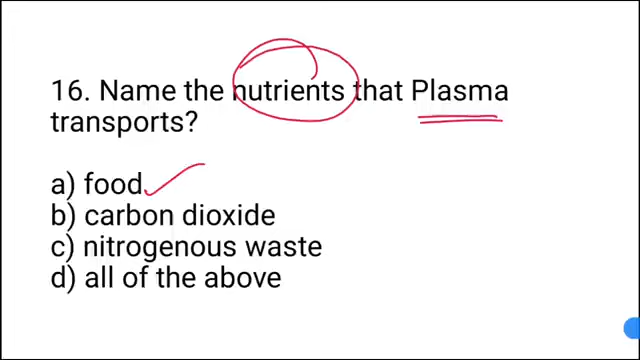 16. Name the nutrients that Plasma
transports?
a) food
b) carbon dioxide
c) nitrogenous waste
d) all of the above